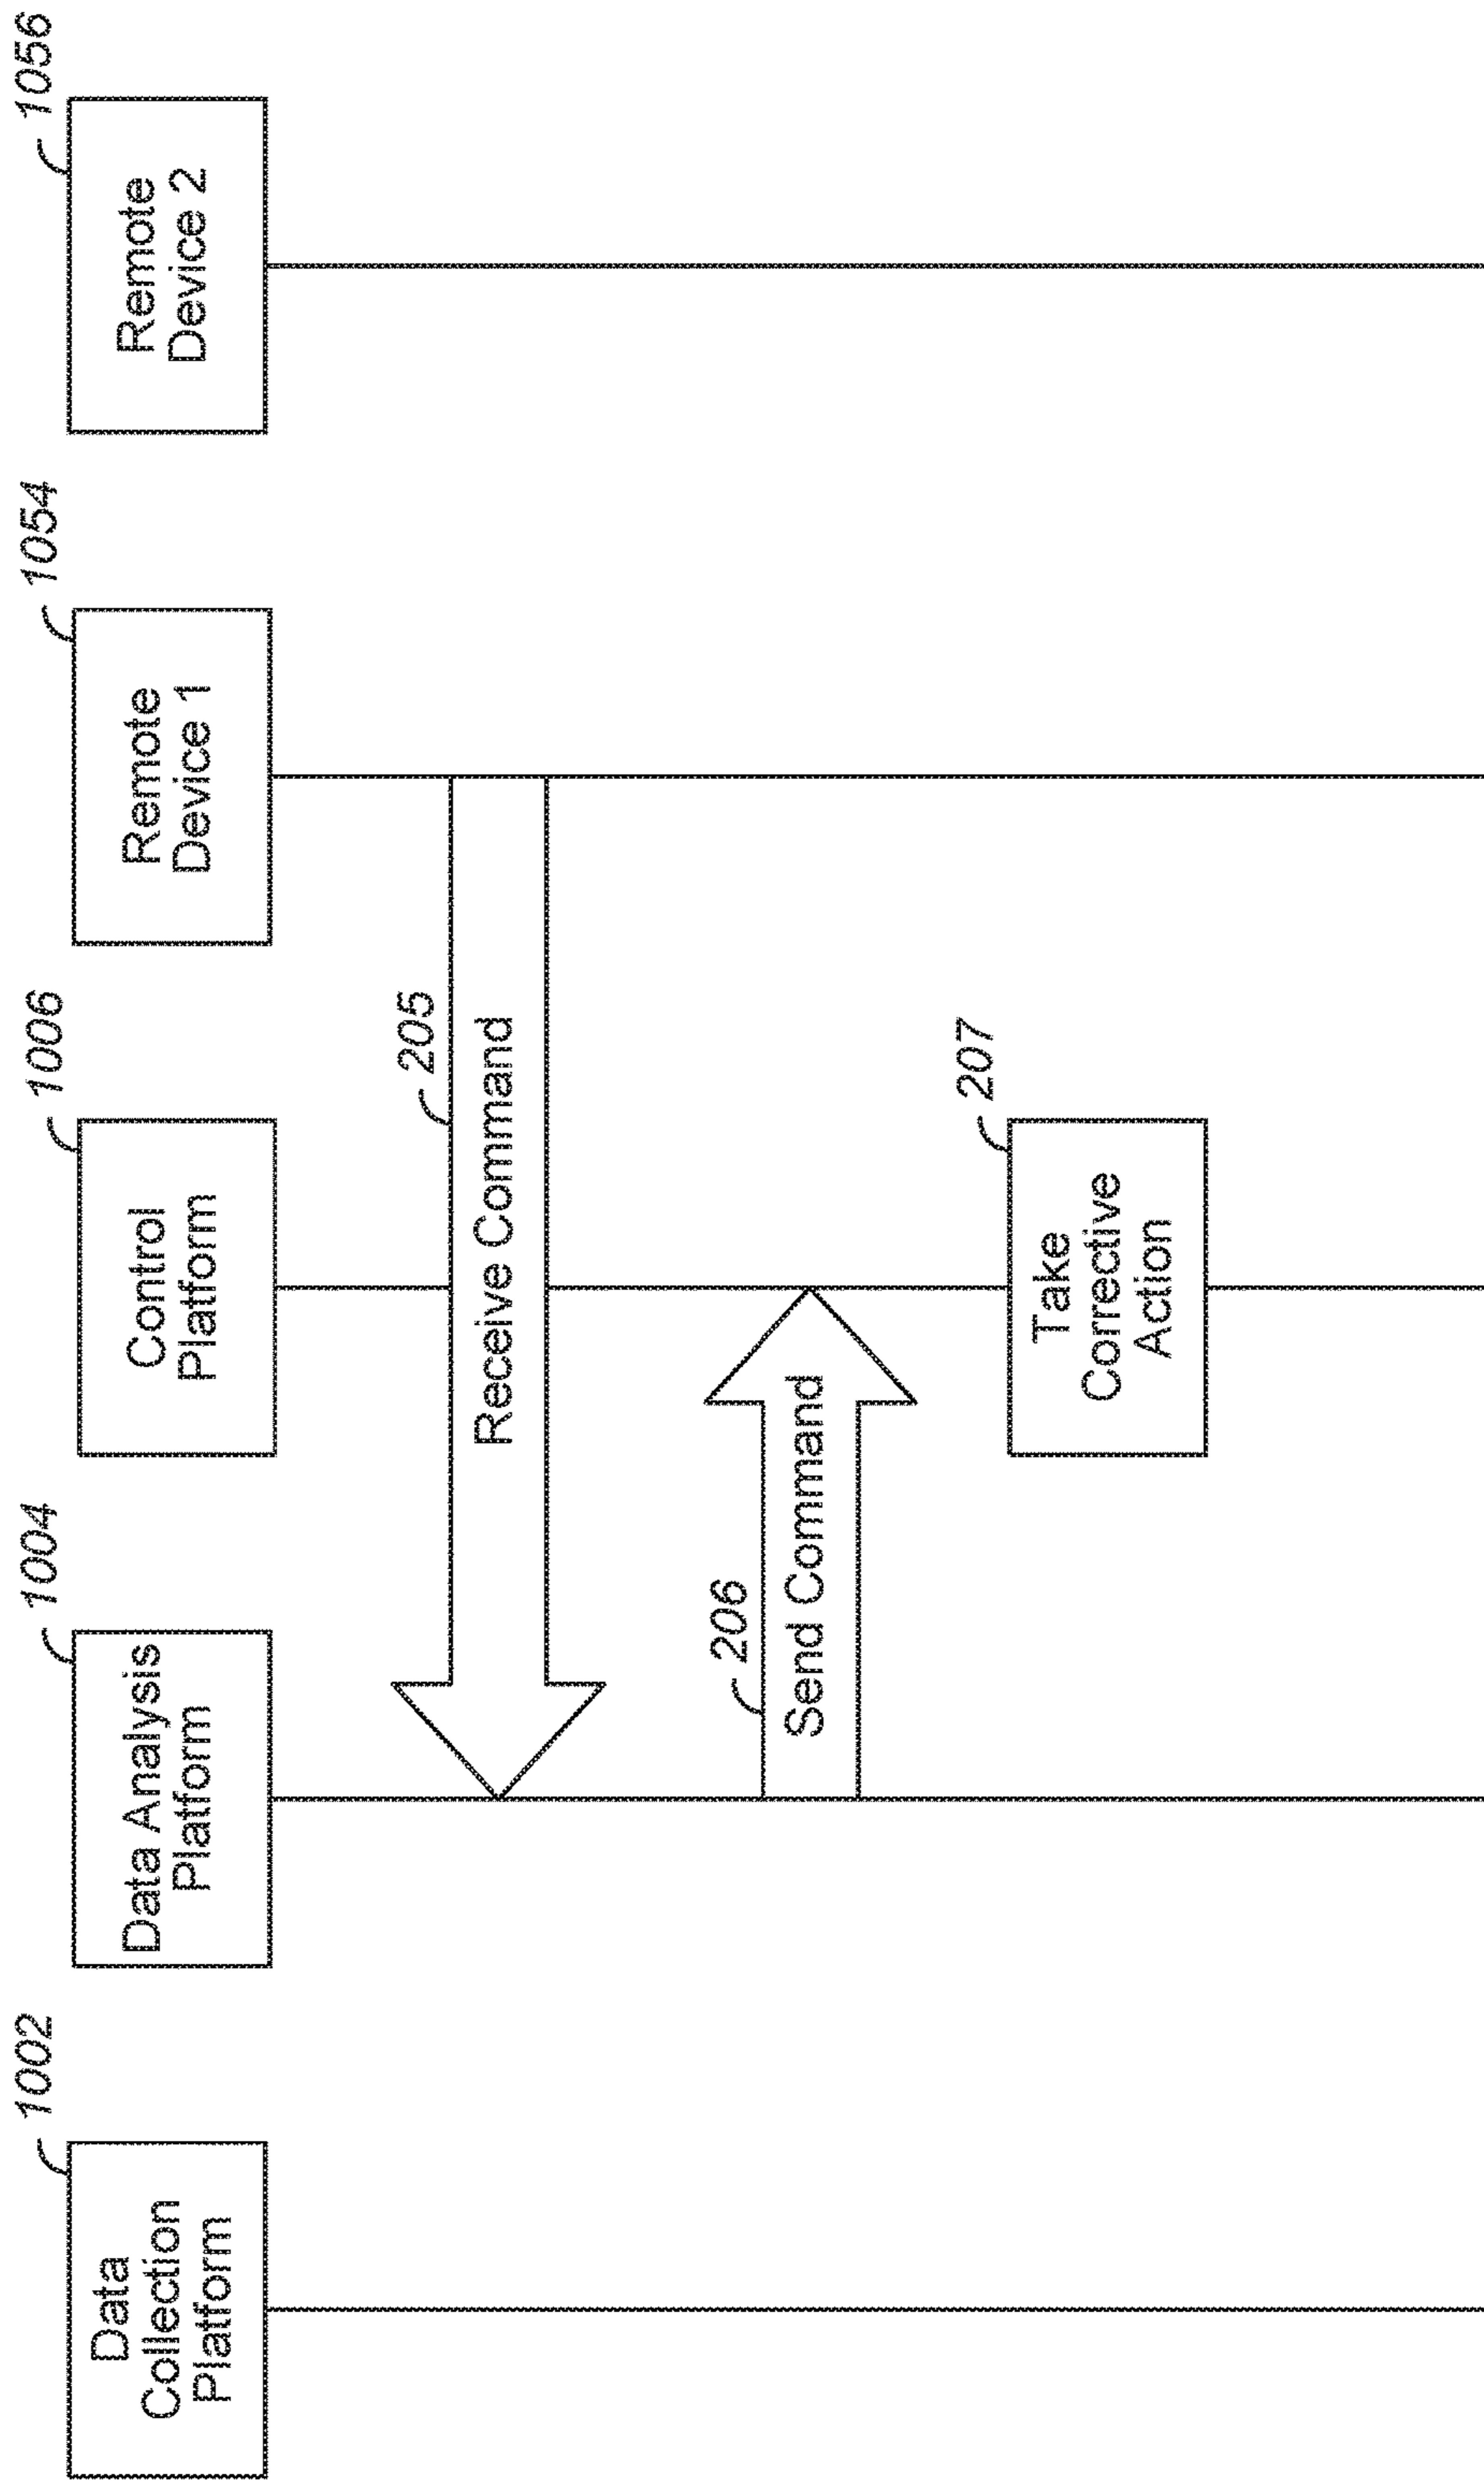 1002
Data
Collection
Platform
1004
Data Analysis
Platform
1006
Control
Platform
1054
Remote
Device 1
1056
Remote
Device 2
205
Receive Command
206
Send Command
207
Take
Corrective
Action